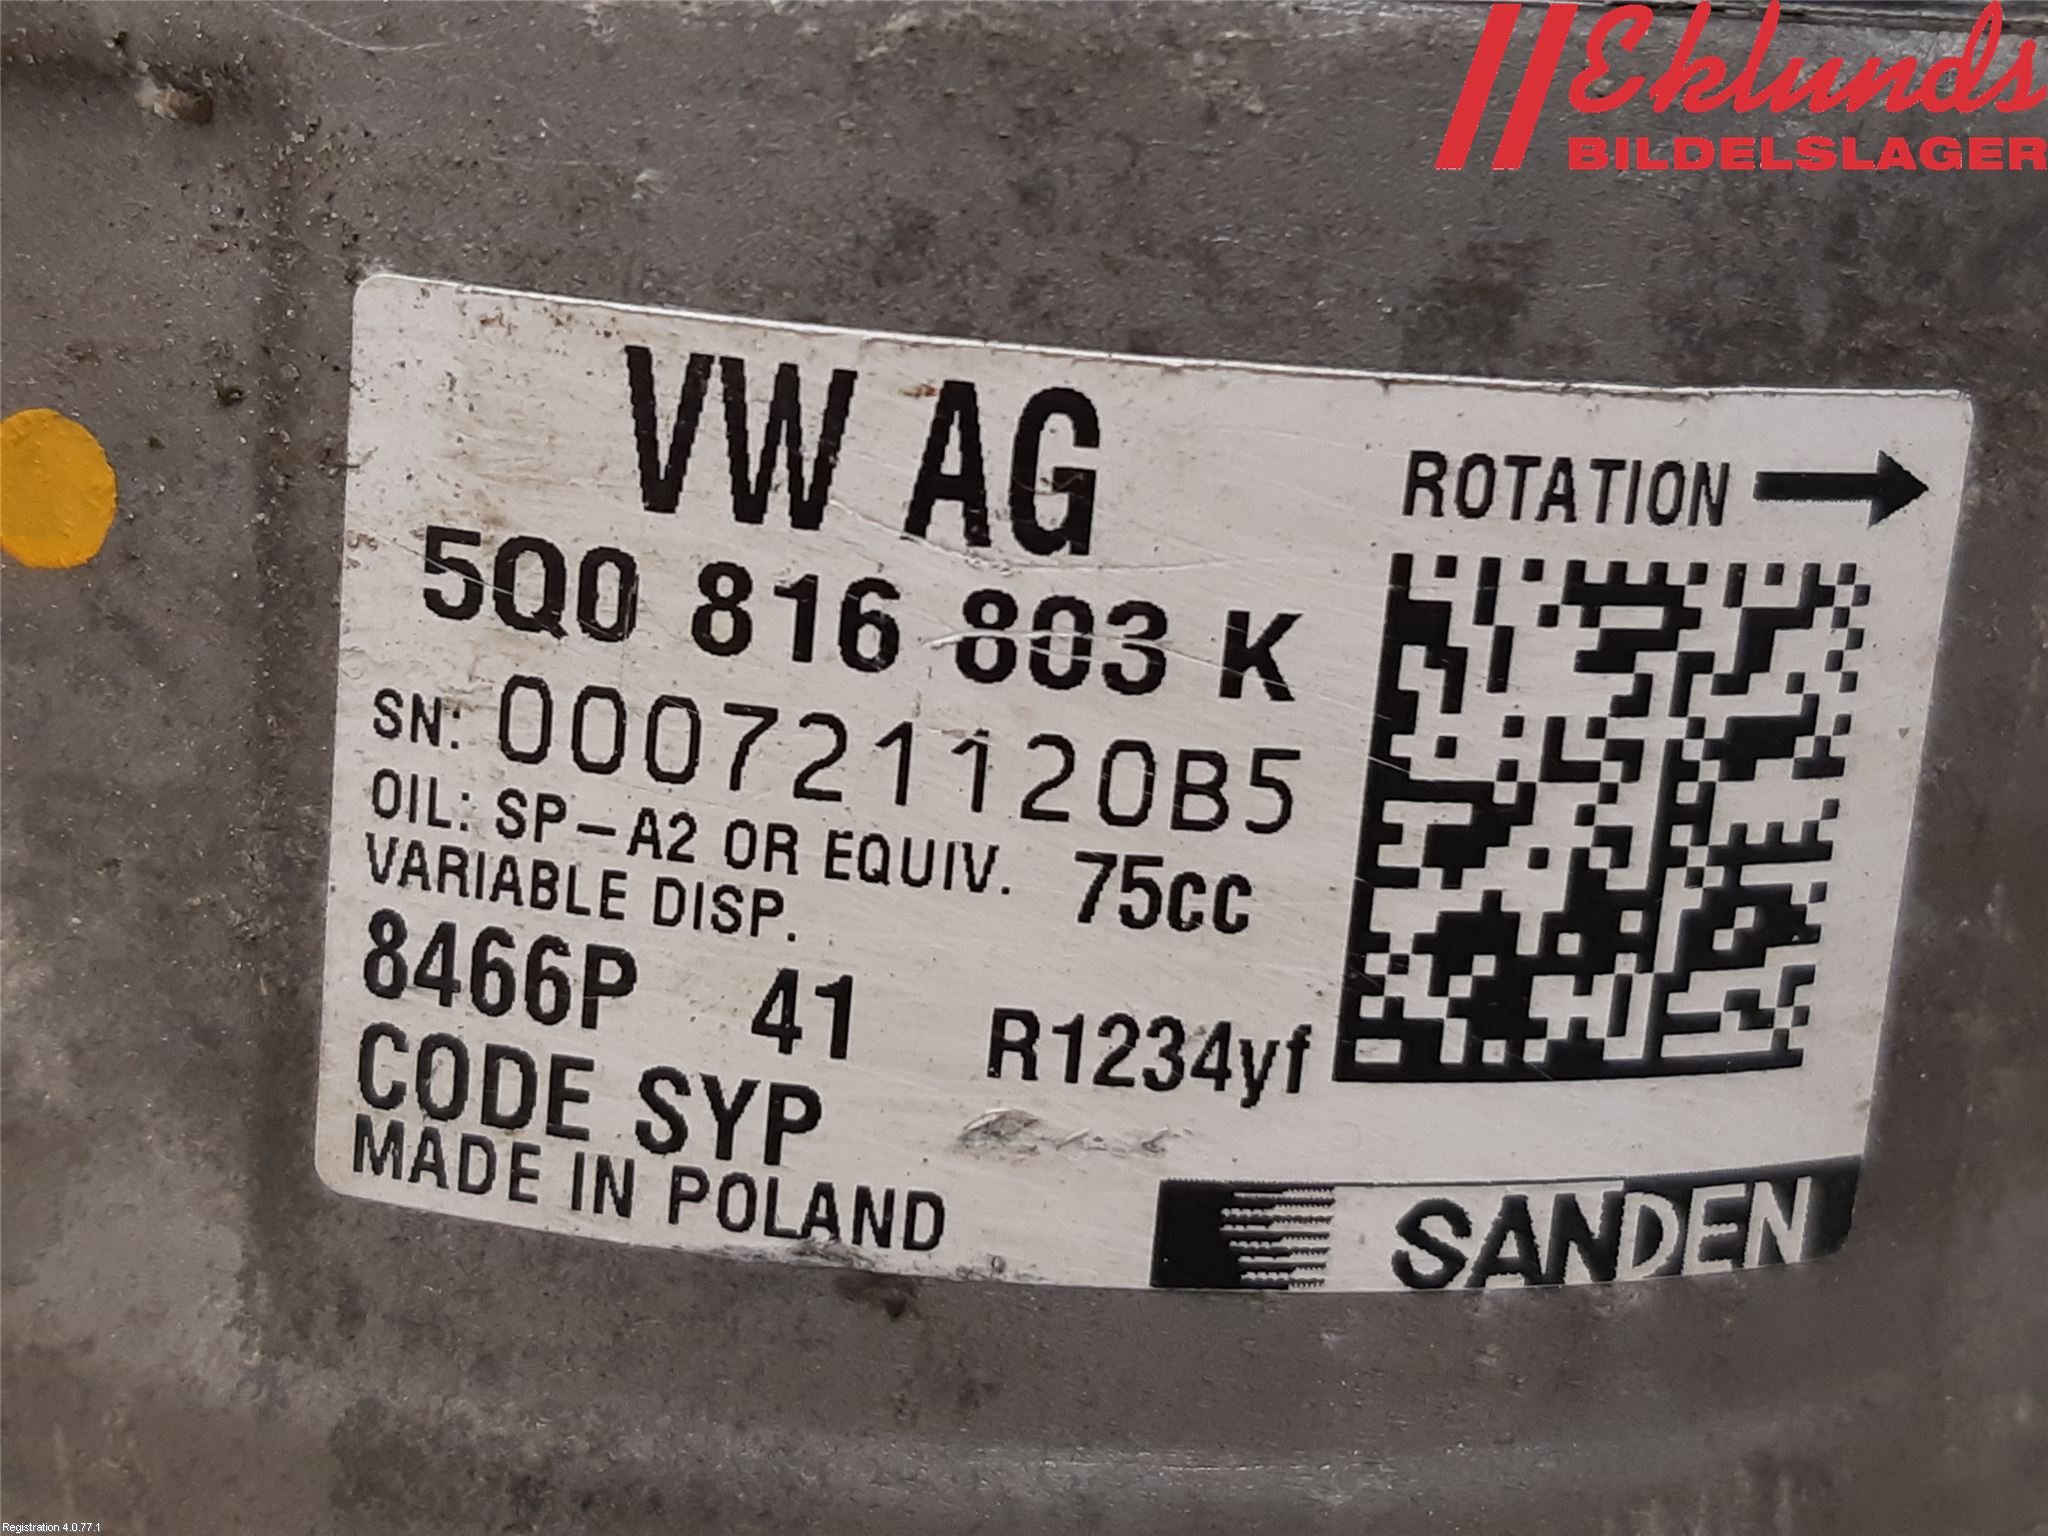 Eklunds
BILDELSLAGER
VW AG
ROTATION
5Q0 816 803 K
SN: 000721120B5
OIL: SP-A2 OR EQUIV. 75cc
VARIABLE DISP.
8466P 41 R1234yf
CODE SYP
MADE IN POLAND
SANDEN
Registration 4.0.77.1